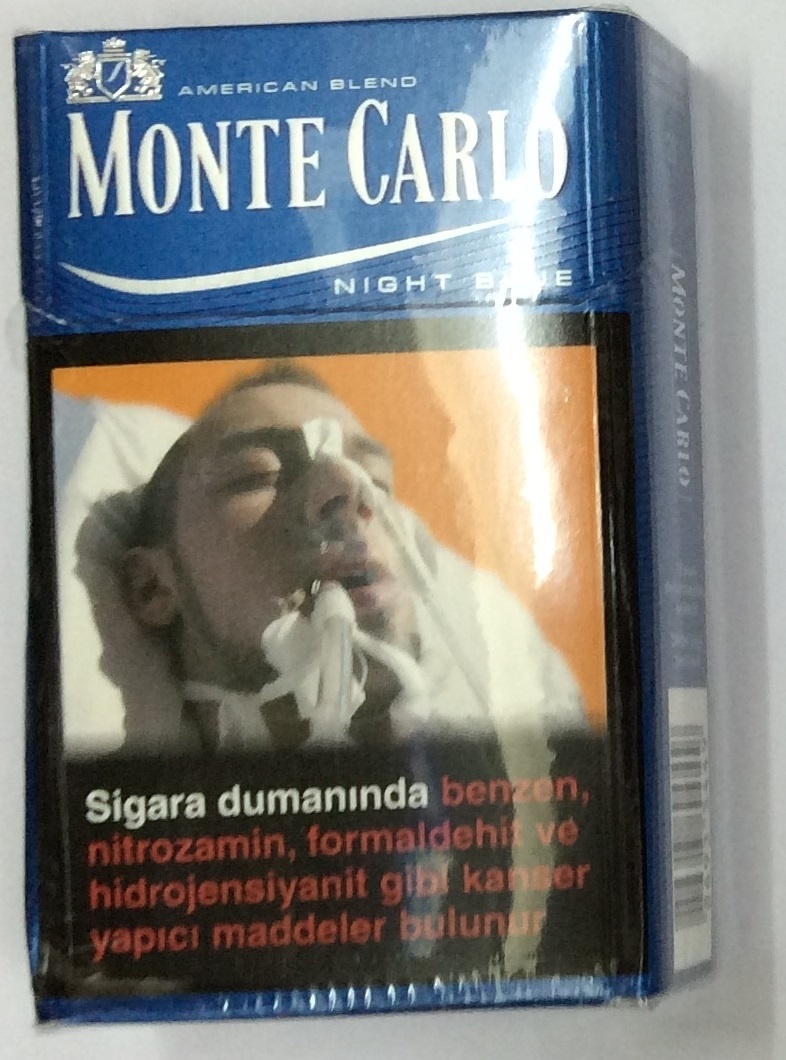 AMERICAN BLEND
MONTE CARLO
NIGHT BLUE
Sigara dumanında benzen,
nitrozamin, formaldehit ve
hidrojensiyanit gibi kanser
yapıcı maddeler bulunur
MONTE CARLO